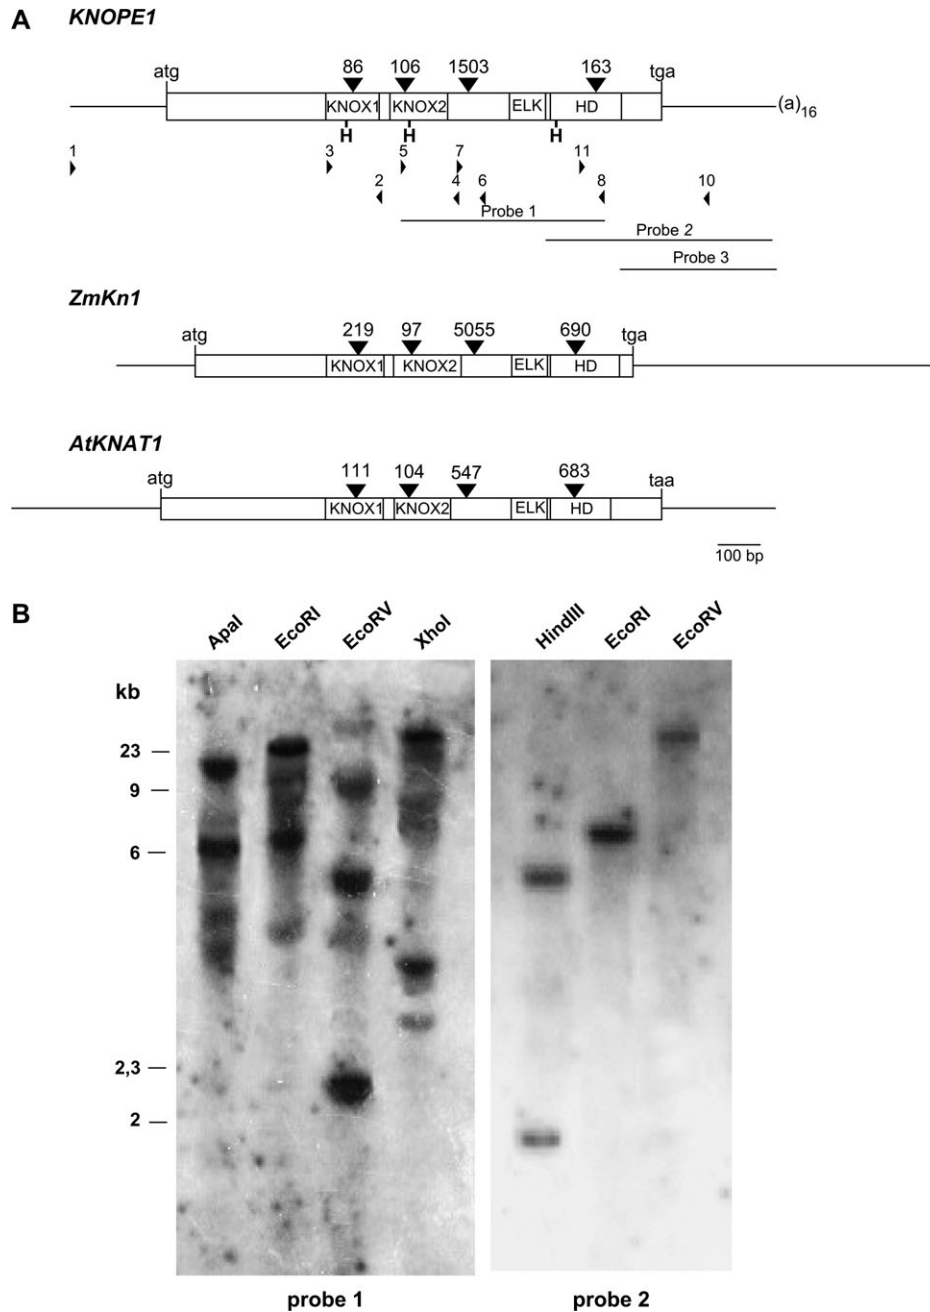 A
KNOPE1
86 106 1503 163
atg tga
KNOX1 KNOX2 ELK HD
(a)16
H H H
1 3 5 7 11
2 4 6 8 10
Probe 1
Probe 2
Probe 3
ZmKn1
219 97 5055 690
atg tga
KNOX1 KNOX2 ELK HD
AtKNAT1
111 104 547 683
atg taa
KNOX1 KNOX2 ELK HD
100 bp
B
ApaI EcoRI EcoRV XhoI HindIII EcoRI EcoRV
kb
23
9
6
2,3
2
probe 1 probe 2